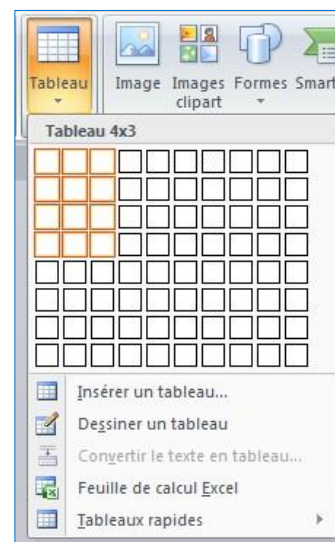 Tableau
Image
Images
clipart
Formes
Smart
Tableau 4x3
Insérer un tableau...
Dessiner un tableau
Convertir le texte en tableau...
Feuille de calcul Excel
Tableaux rapides